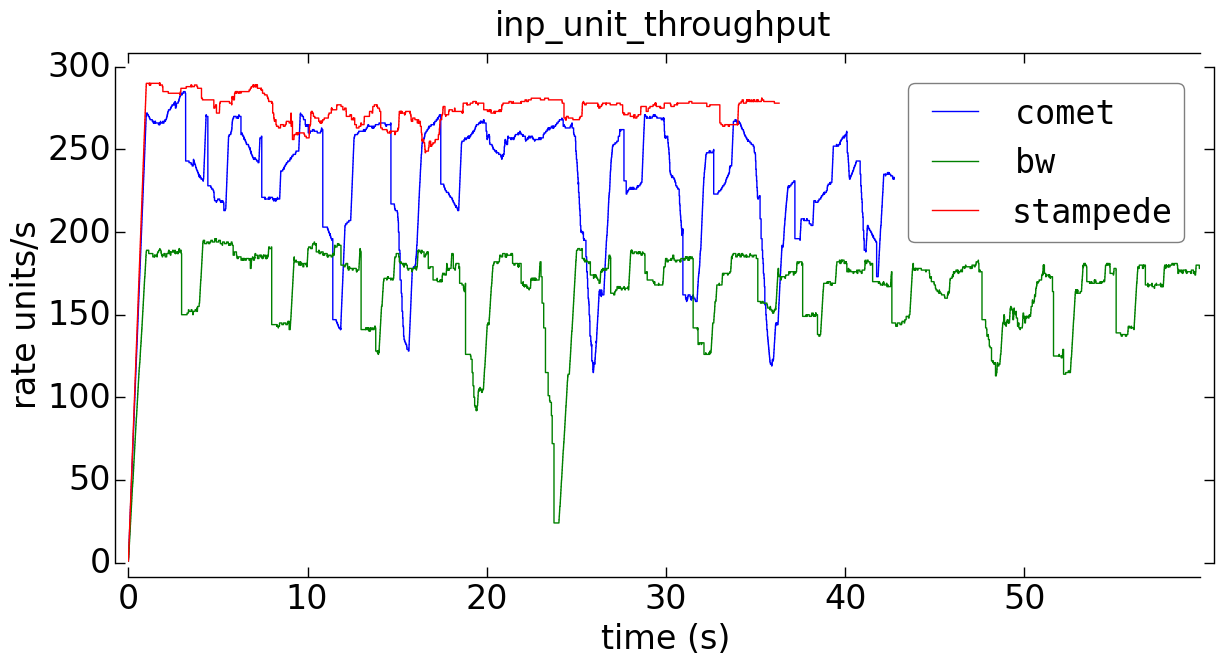 inp_unit_throughput
300
250
200
150
100
50
0
rate units/s
comet
bw
stampede
0 10 20 30 40 50
time (s)